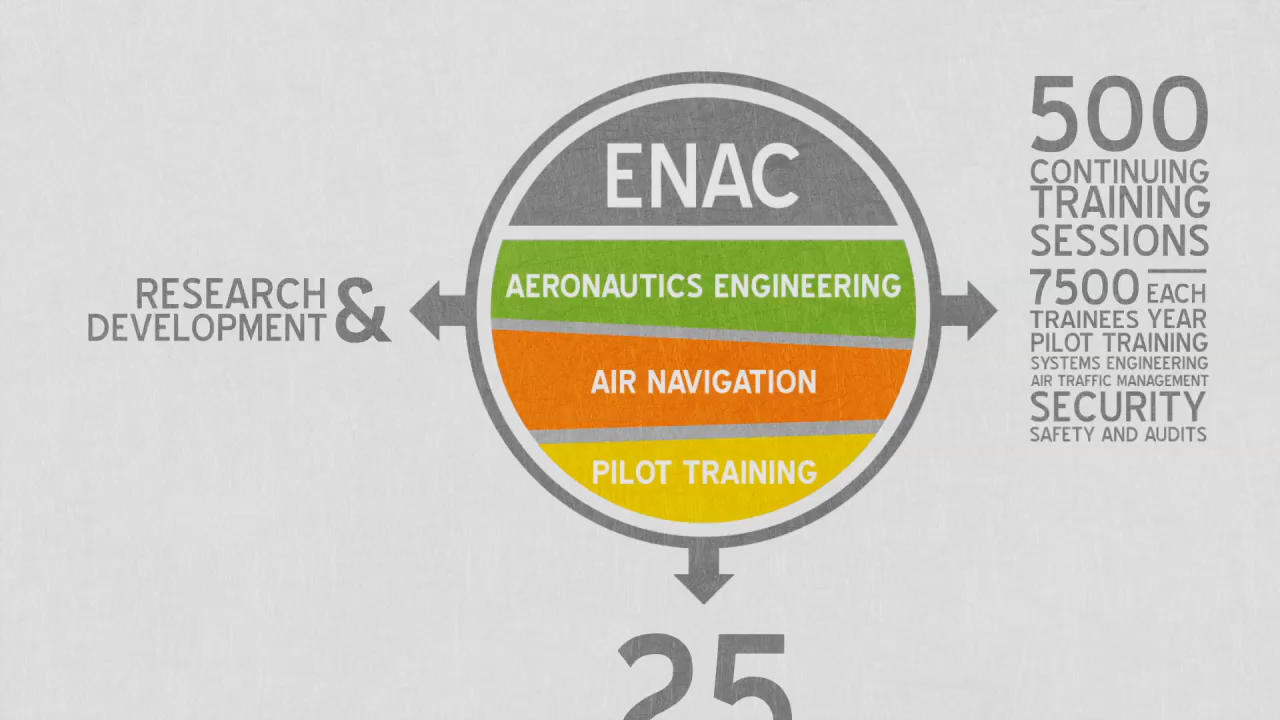 ENAC
AERONAUTICS ENGINEERING
AIR NAVIGATION
PILOT TRAINING
RESEARCH &
DEVELOPMENT
500
CONTINUING
TRAINING
SESSIONS
7500 EACH
TRAINEES YEAR
PILOT TRAINING
SYSTEMS ENGINEERING
AIR TRAFFIC MANAGEMENT
SECURITY
SAFETY AND AUDITS
25